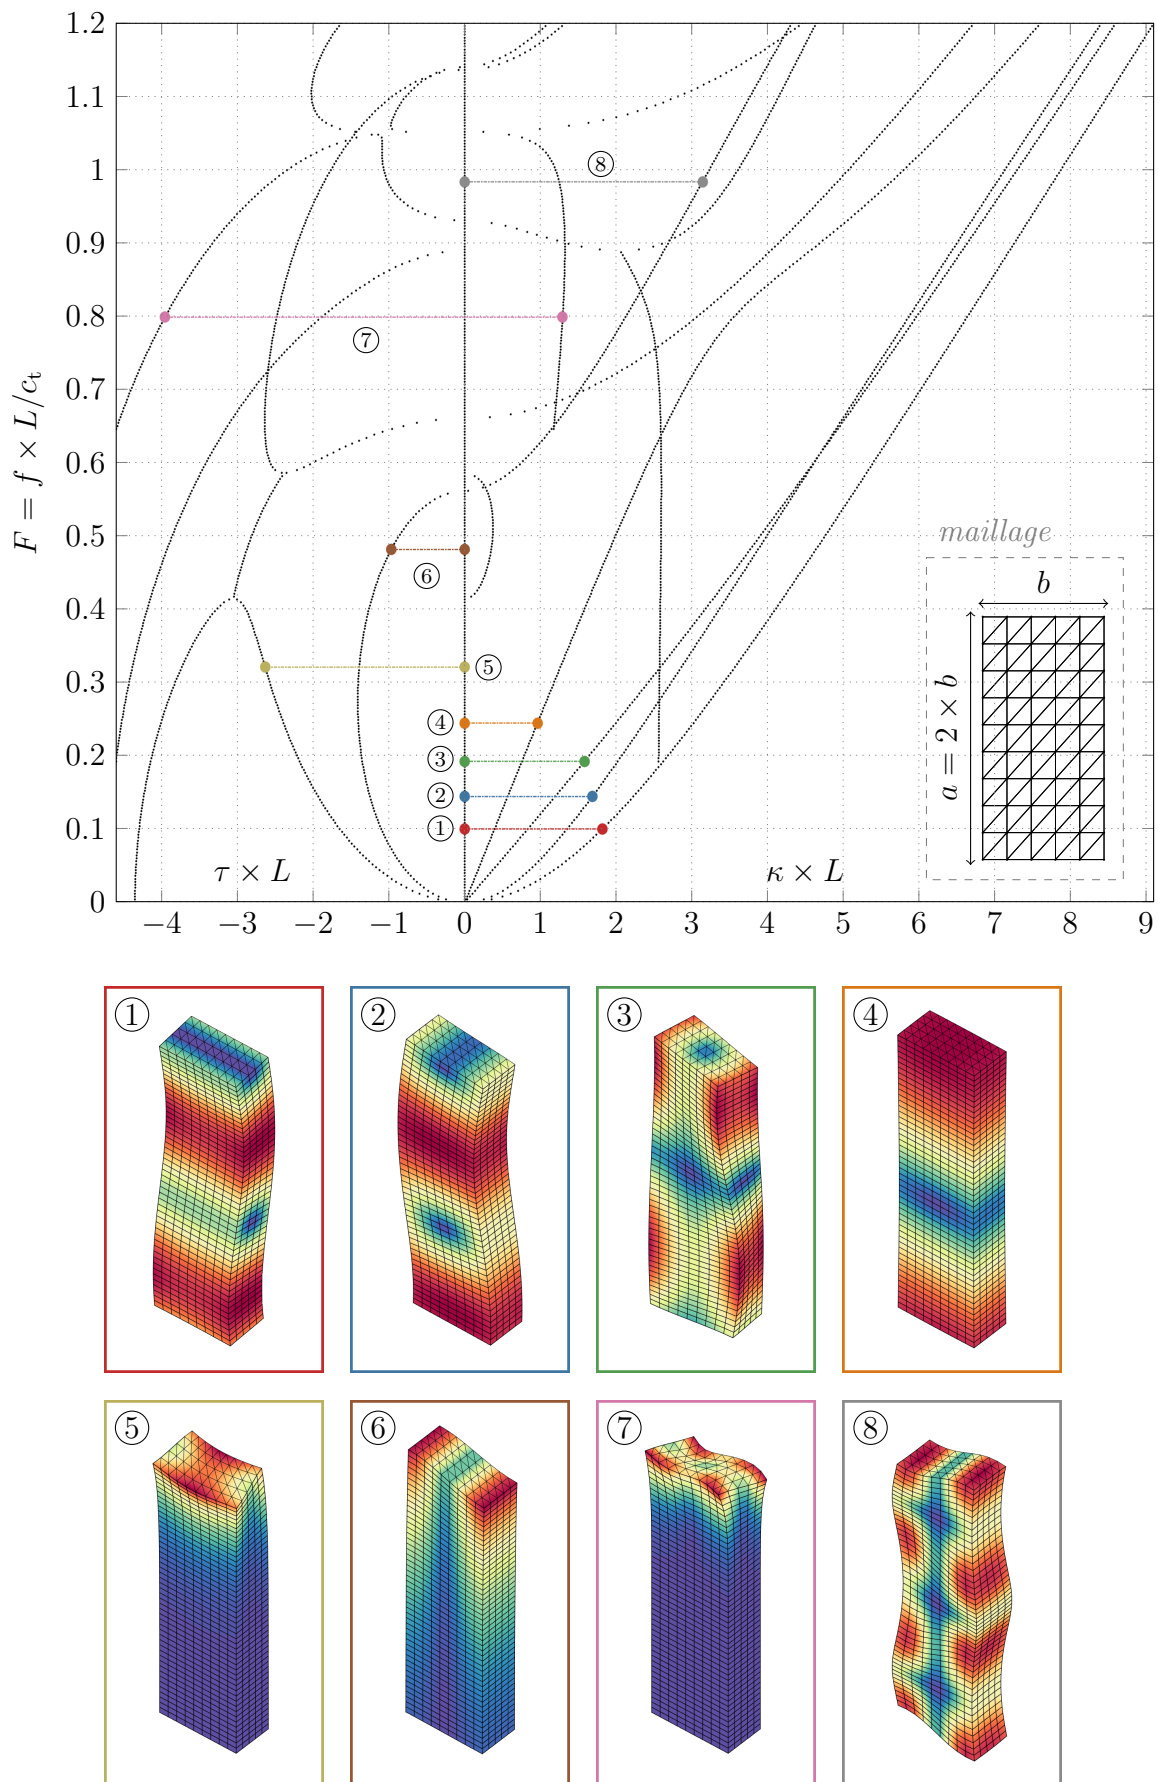 1.2
1.1
1
0.9
0.8
0.7
0.6
0.5
0.4
0.3
0.2
0.1
0
F = f × L/cₜ
−4 −3 −2 −1 0 1 2 3 4 5 6 7 8 9
τ × L
κ × L
⑧
⑦
⑥
⑤
④
③
②
①
maillage
b
a = 2 × b
① ② ③ ④
⑤ ⑥ ⑦ ⑧